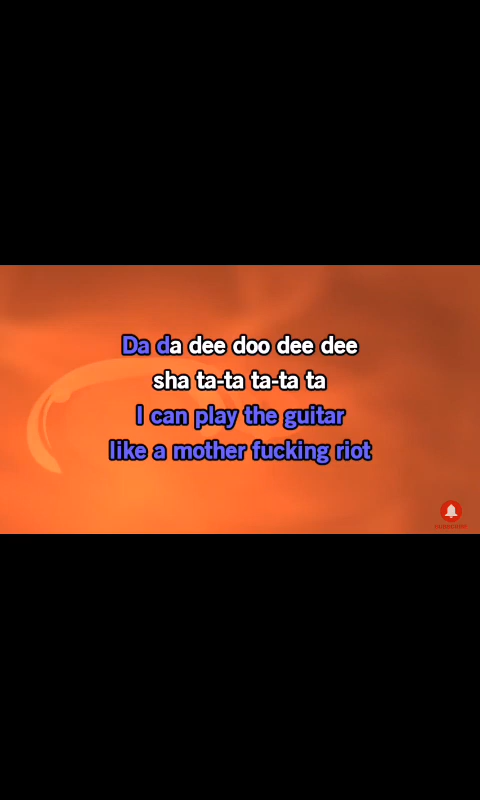 Da da dee doo dee dee
sha ta-ta ta-ta ta
I can play the guitar
like a mother fucking riot
SUBSCRIBE